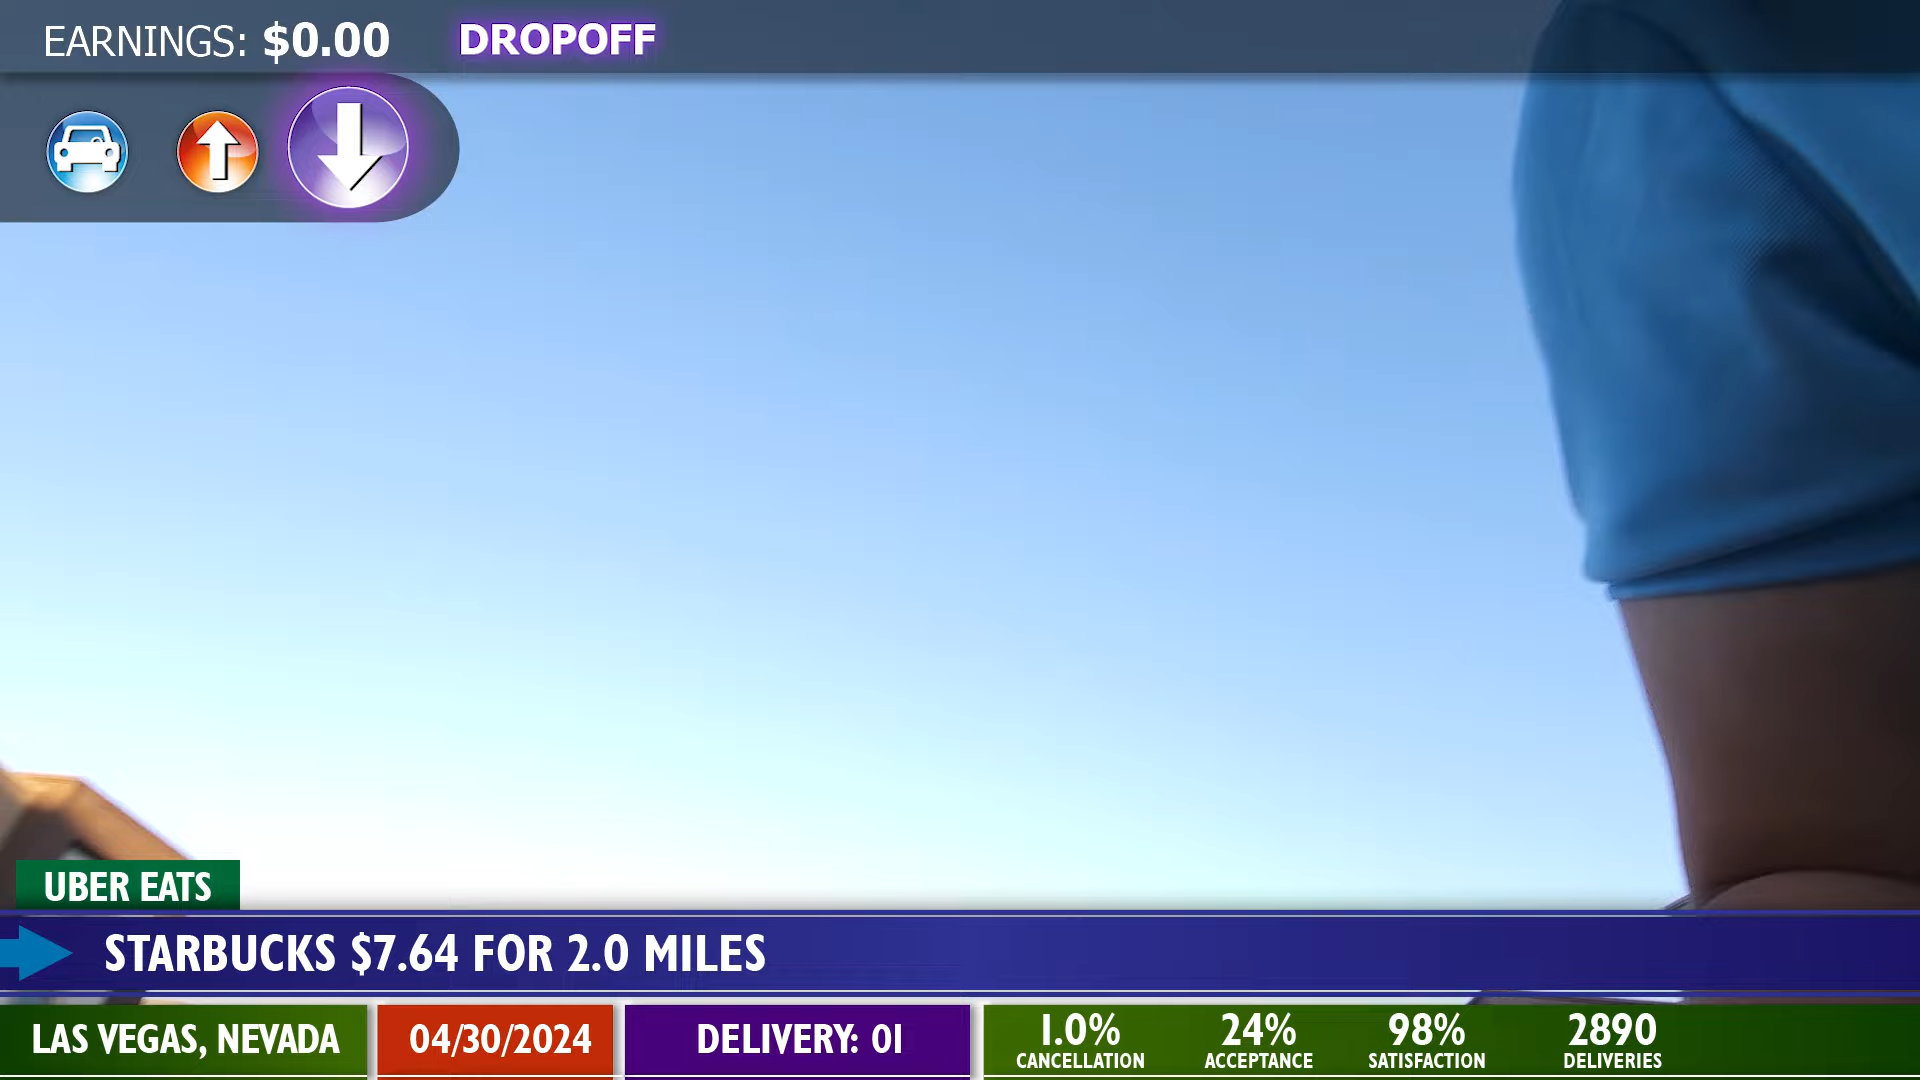 EARNINGS: $0.00 DROPOFF
UBER EATS
STARBUCKS $7.64 FOR 2.0 MILES
LAS VEGAS, NEVADA
04/30/2024
DELIVERY: 01
1.0% 24% 98% 2890
CANCELLATION ACCEPTANCE SATISFACTION DELIVERIES